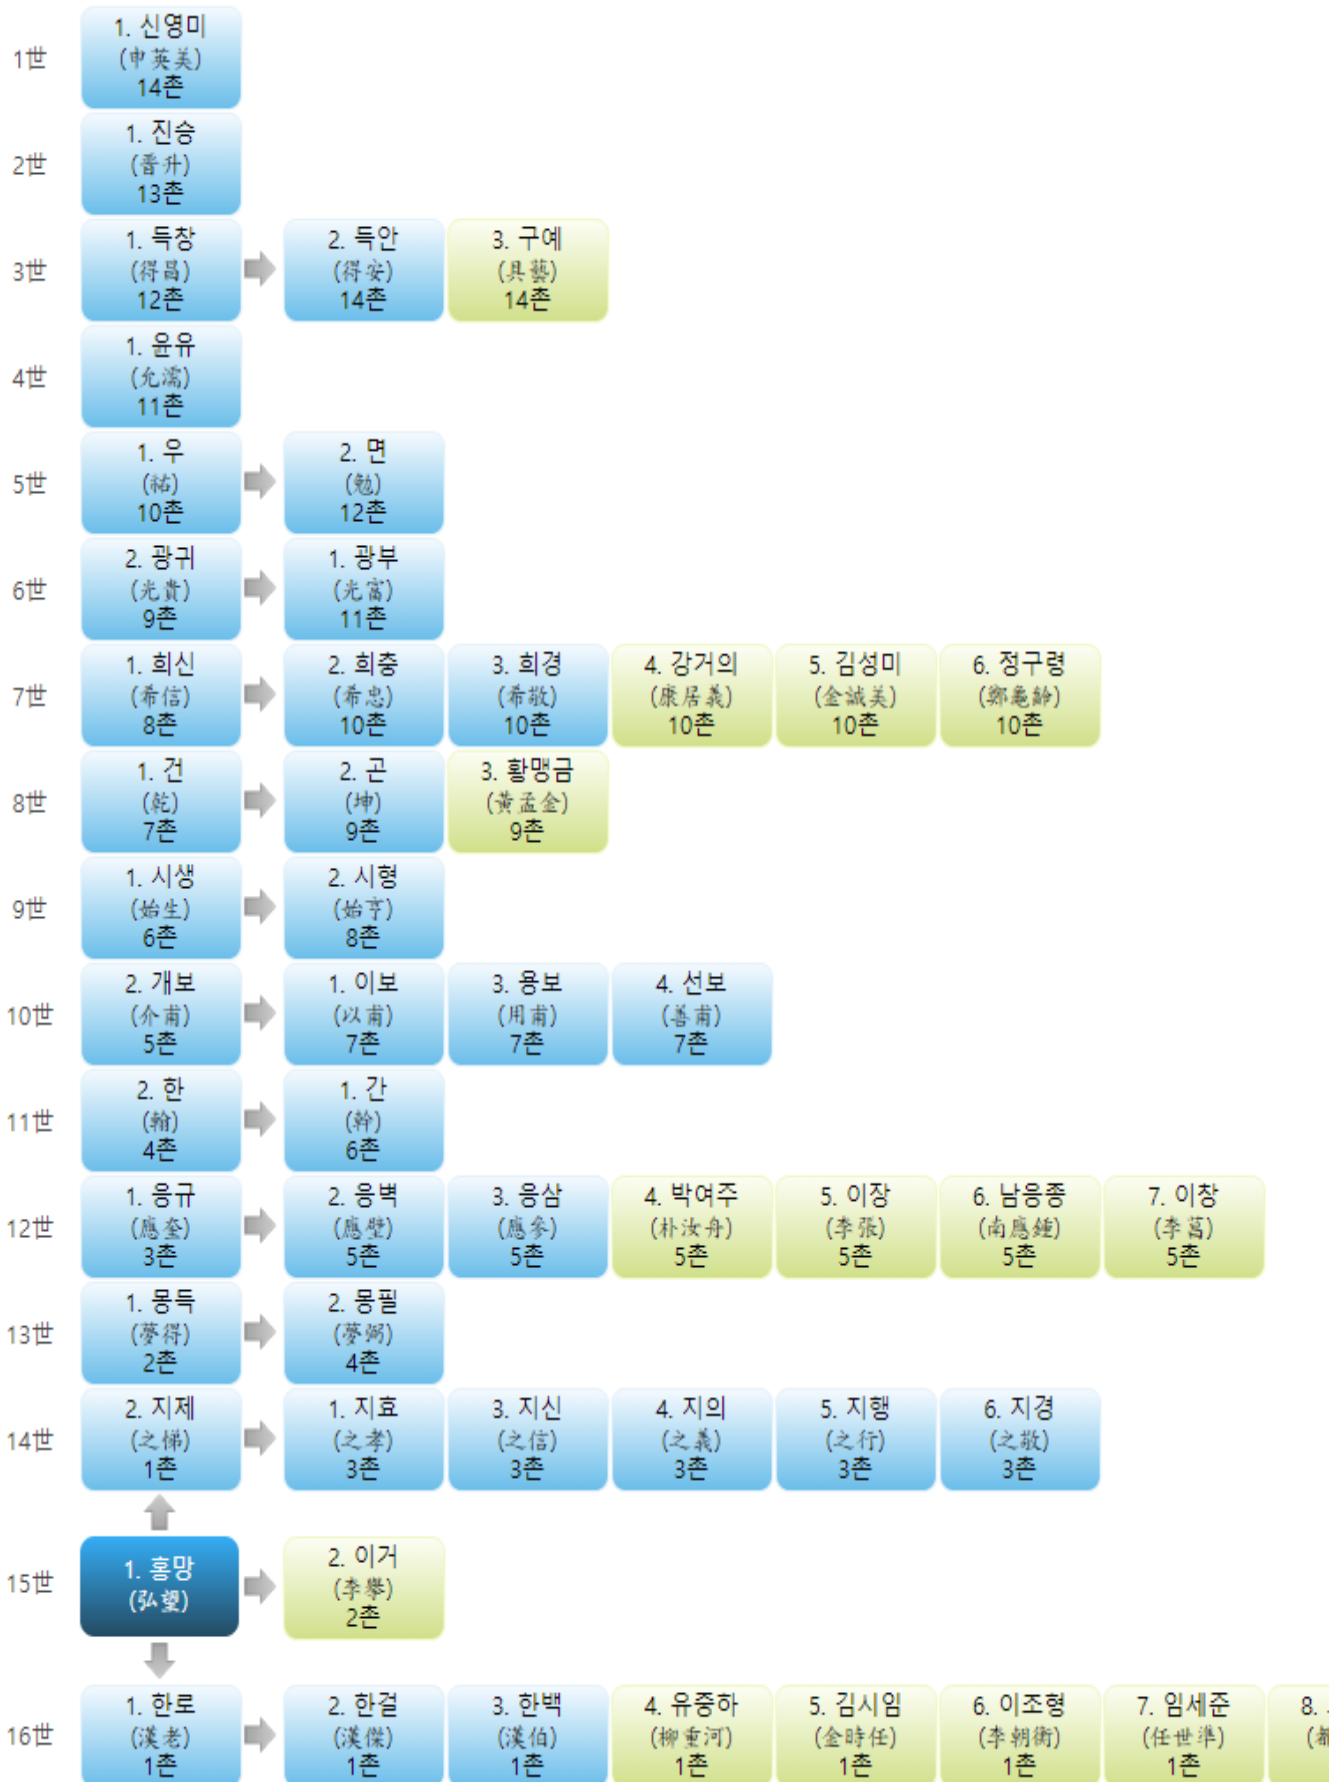 1世
1. 신영미
(申英美)
14촌
2世
1. 진승
(晋升)
13촌
3世
1. 득창
(得昌)
12촌
2. 득안
(得安)
14촌
3. 구예
(具藝)
14촌
4世
1. 윤유
(允濡)
11촌
5世
1. 우
(祐)
10촌
2. 면
(勉)
12촌
6世
2. 광귀
(光貴)
9촌
1. 광부
(光富)
11촌
7世
1. 희신
(希信)
8촌
2. 희충
(希忠)
10촌
3. 희경
(希敬)
10촌
4. 강거의
(康居義)
10촌
5. 김성미
(金誠美)
10촌
6. 정구령
(鄭龜齡)
10촌
8世
1. 건
(乾)
7촌
2. 곤
(坤)
9촌
3. 황맹금
(黃孟金)
9촌
9世
1. 시생
(始生)
6촌
2. 시형
(始亨)
8촌
10世
2. 개보
(介甫)
5촌
1. 이보
(以甫)
7촌
3. 용보
(用甫)
7촌
4. 선보
(善甫)
7촌
11世
2. 한
(翰)
4촌
1. 간
(幹)
6촌
12世
1. 응규
(應奎)
3촌
2. 응벽
(應壁)
5촌
3. 응삼
(應參)
5촌
4. 박여주
(朴汝舟)
5촌
5. 이장
(李張)
5촌
6. 남응종
(南應鍾)
5촌
7. 이창
(李菖)
5촌
13世
1. 몽득
(夢得)
2촌
2. 몽필
(夢弼)
4촌
14世
2. 지제
(之悌)
1촌
1. 지효
(之孝)
3촌
3. 지신
(之信)
3촌
4. 지의
(之義)
3촌
5. 지행
(之行)
3촌
6. 지경
(之敬)
3촌
15世
1. 홍망
(弘望)
2. 이거
(李舉)
2촌
16世
1. 한로
(漢老)
1촌
2. 한걸
(漢傑)
1촌
3. 한백
(漢伯)
1촌
4. 유중하
(柳重河)
1촌
5. 김시임
(金時任)
1촌
6. 이조형
(李朝衡)
1촌
7. 임세준
(任世準)
1촌
8.